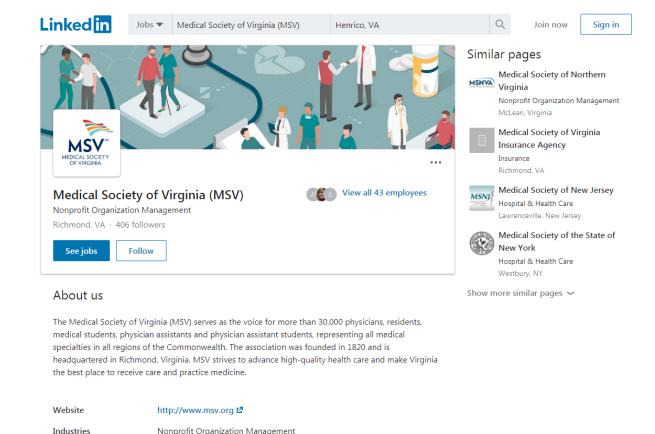 LinkedIn
Jobs Medical Society of Virginia (MSV) Henrico, VA Join now Sign in
MSV
MEDICAL SOCIETY
OF VIRGINIA
Medical Society of Virginia (MSV)
Nonprofit Organization Management
Richmond, VA · 406 followers
View all 43 employees
See jobs Follow
Similar pages
MSNVA
Medical Society of Northern
Virginia
Nonprofit Organization Management
McLean, Virginia
Medical Society of Virginia
Insurance Agency
Insurance
Richmond, VA
MSNJ
Medical Society of New Jersey
Hospital & Health Care
Lawrenceville, New Jersey
Medical Society of the State of
New York
Hospital & Health Care
Westbury, NY
Show more similar pages
About us
The Medical Society of Virginia (MSV) serves as the voice for more than 30,000 physicians, residents,
medical students, physician assistants and physician assistant students, representing all medical
specialties in all regions of the Commonwealth. The association was founded in 1820 and is
headquartered in Richmond, Virginia. MSV strives to advance high-quality health care and make Virginia
the best place to receive care and practice medicine.
Website http://www.msv.org
Industries Nonprofit Organization Management